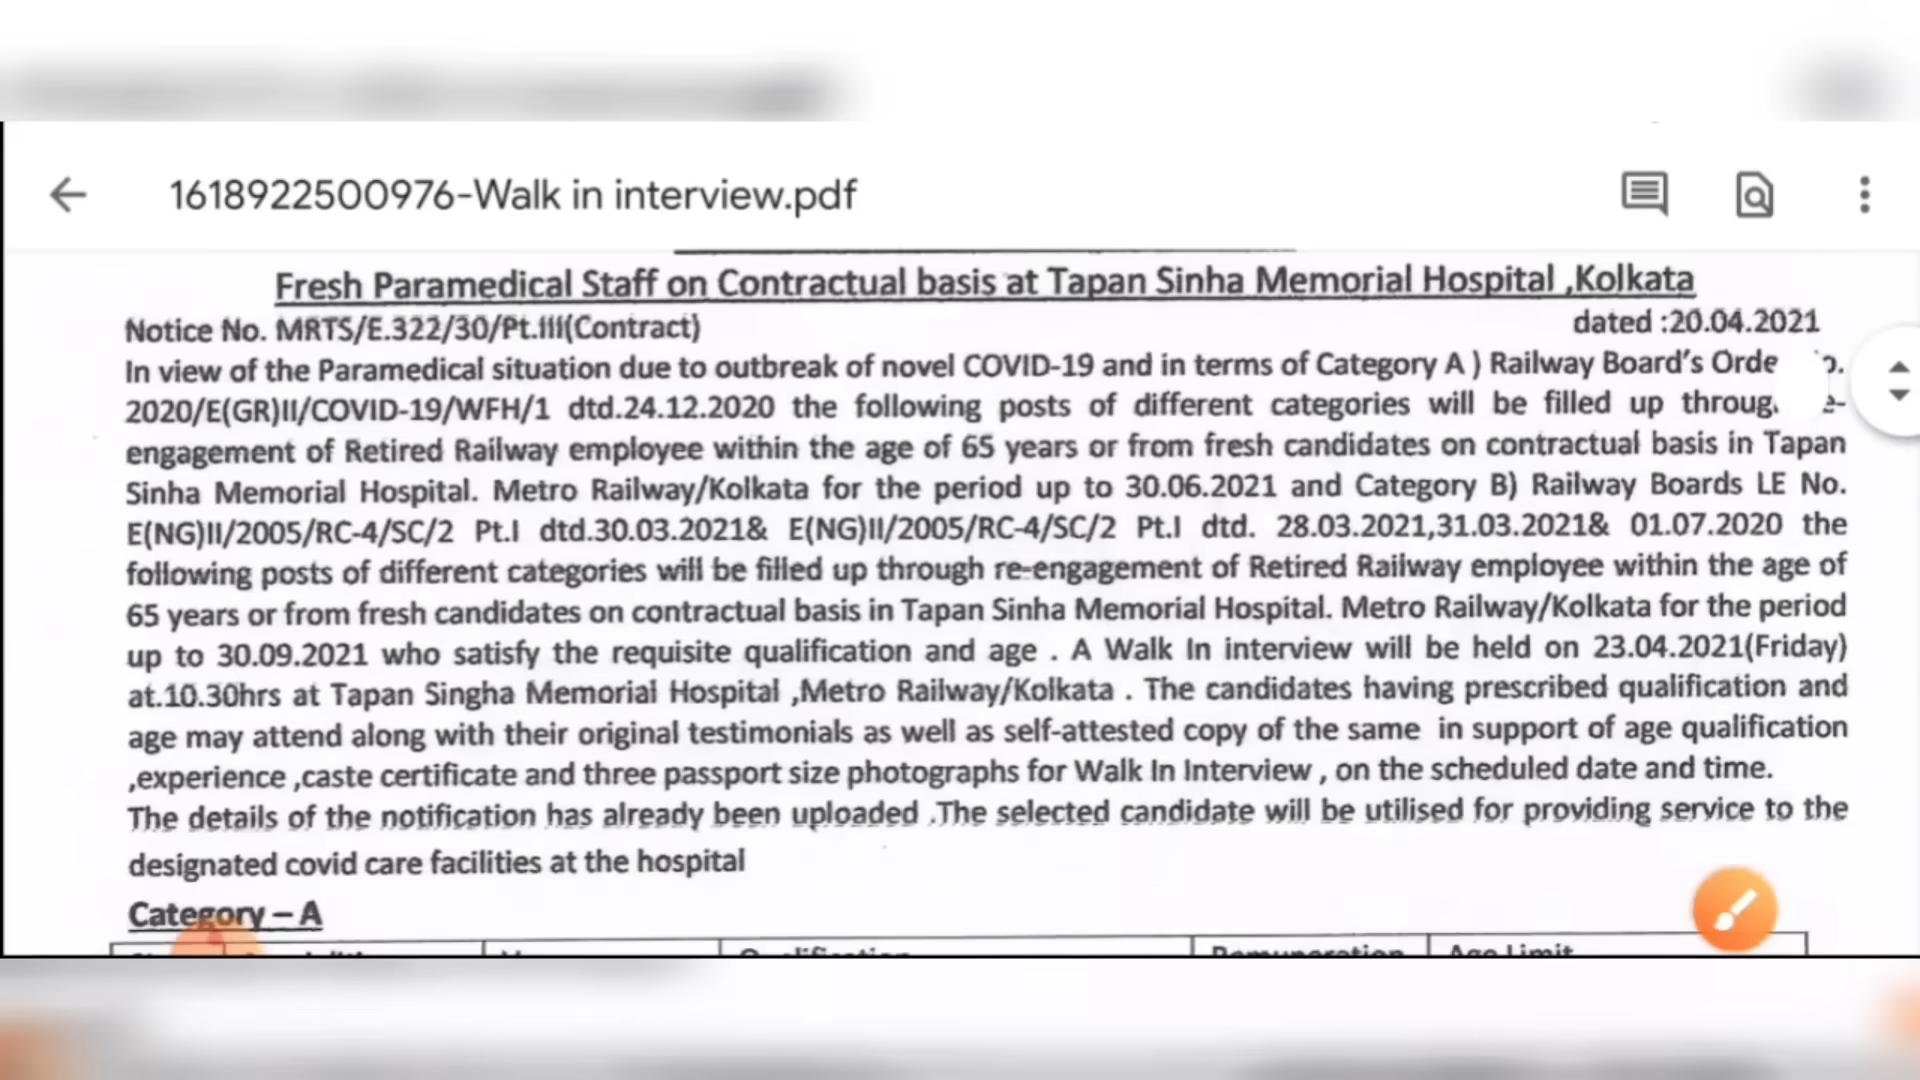 1618922500976-Walk in interview.pdf
Fresh Paramedical Staff on Contractual basis at Tapan Sinha Memorial Hospital ,Kolkata
Notice No. MRTS/E.322/30/Pt.III(Contract) dated :20.04.2021
In view of the Paramedical situation due to outbreak of novel COVID-19 and in terms of Category A ) Railway Board's
2020/E(GR)II/COVID-19/WFH/1 dtd.24.12.2020 the following posts of different categories will be filled up
engagement of Retired Railway employee within the age of 65 years or from fresh candidates on contractual basis in Tapan
Sinha Memorial Hospital. Metro Railway/Kolkata for the period up to 30.06.2021 and Category B) Railway Boards LE No.
E(NG)II/2005/RC-4/SC/2 Pt.I dtd.30.03.2021& E(NG)II/2005/RC-4/SC/2 Pt.I dtd. 28.03.2021,31.03.2021& 01.07.2020 the
following posts of different categories will be filled up through re-engagement of Retired Railway employee within the age of
65 years or from fresh candidates on contractual basis in Tapan Sinha Memorial Hospital. Metro Railway/Kolkata for the period
up to 30.09.2021 who satisfy the requisite qualification and age . A Walk In interview will be held on 23.04.2021(Friday)
at.10.30hrs at Tapan Singha Memorial Hospital ,Metro Railway/Kolkata . The candidates having prescribed qualification and
age may attend along with their original testimonials as well as self-attested copy of the same in support of age qualification
,experience ,caste certificate and three passport size photographs for Walk In Interview , on the scheduled date and time.
The details of the notification has already been uploaded .The selected candidate will be utilised for providing service to the
designated covid care facilities at the hospital
Category – A
Qualification Remuneration Age Limit